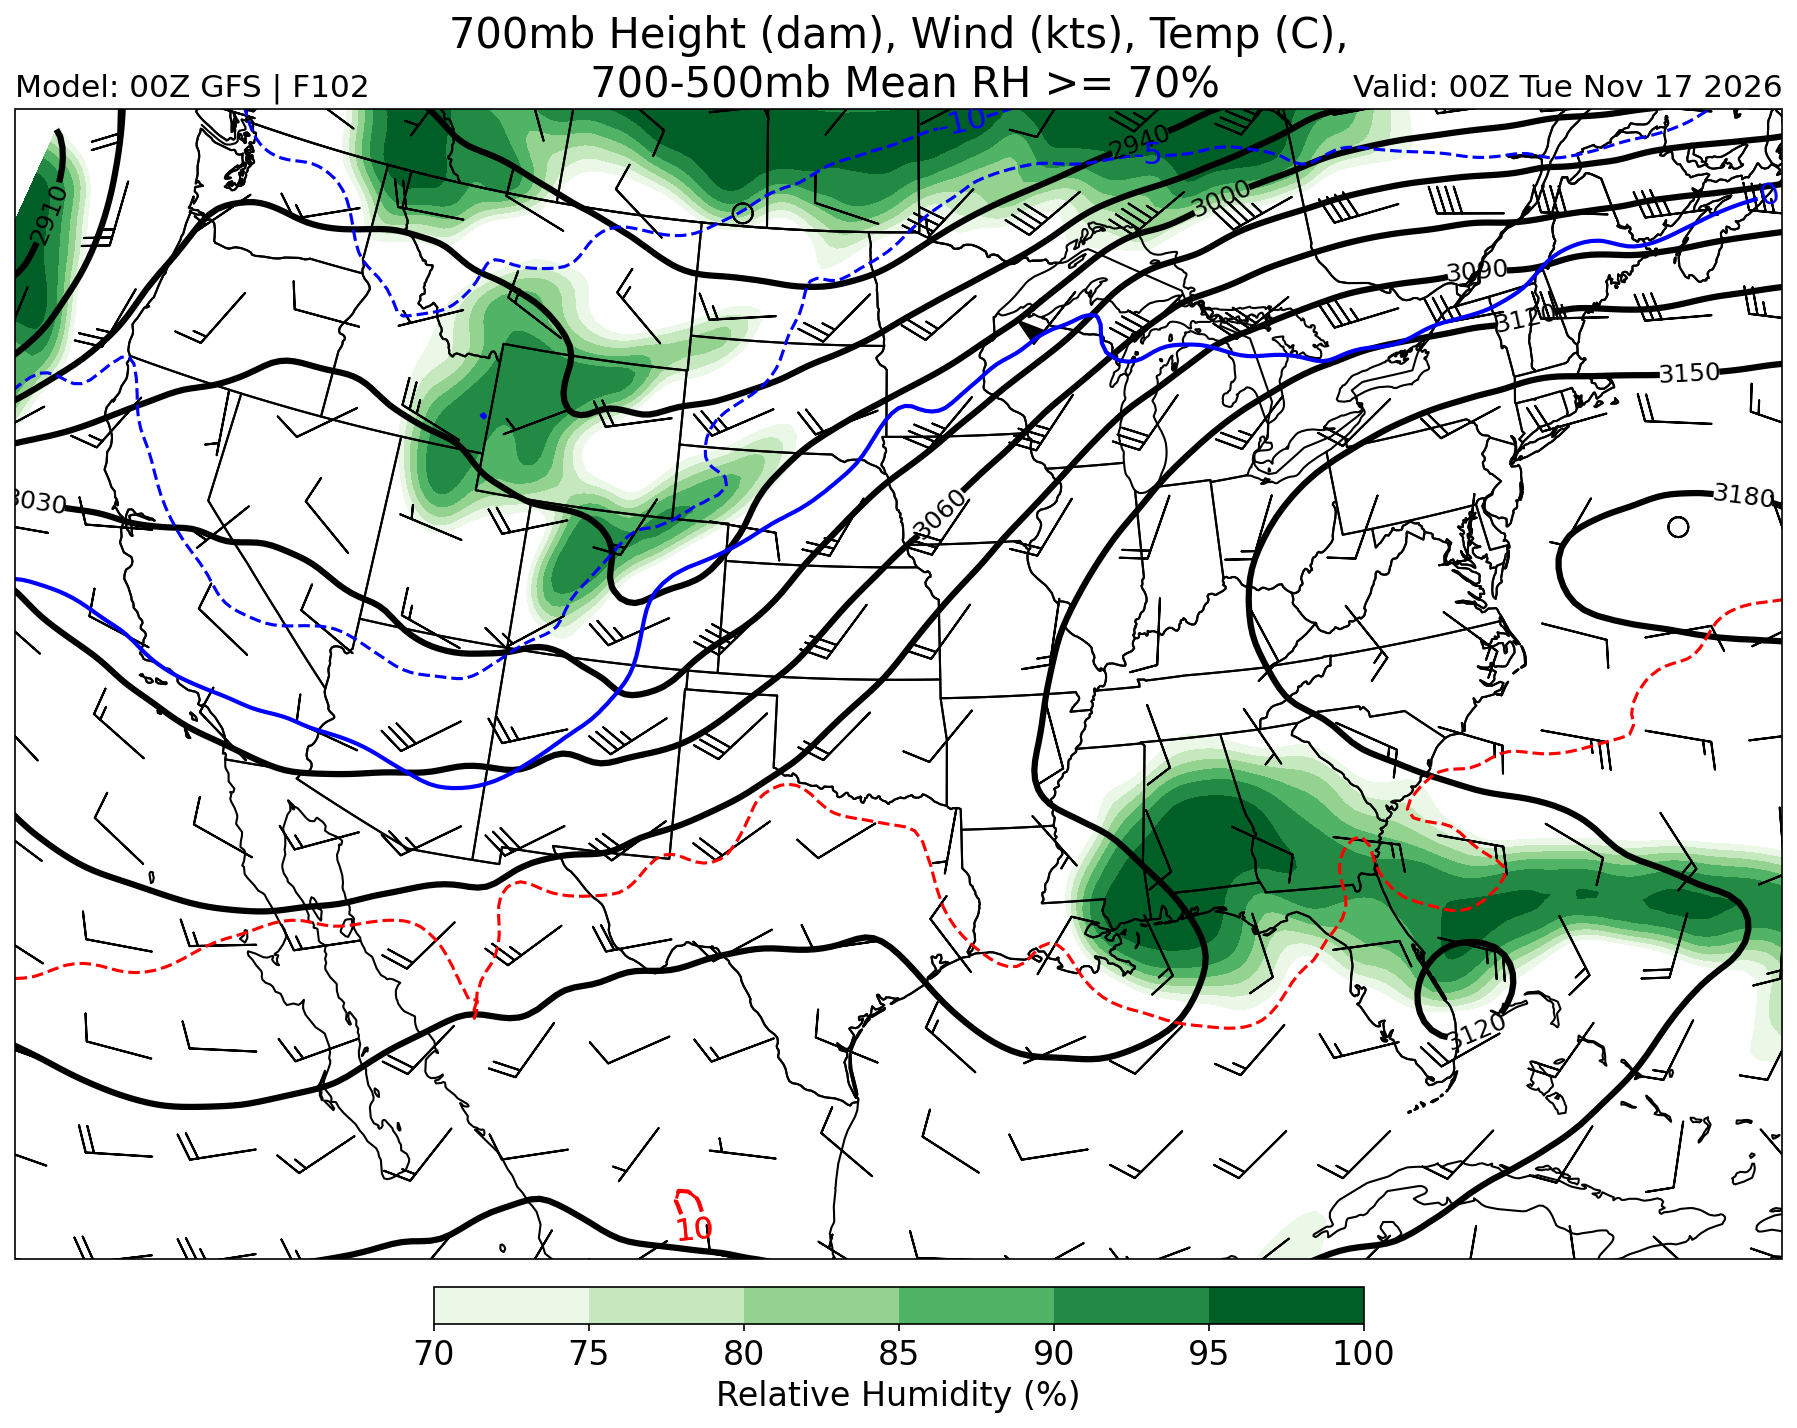 700mb Height (dam), Wind (kts), Temp (C),
700-500mb Mean RH >= 70%
Model: 00Z GFS | F102
Valid: 00Z Tue Nov 17 2026
-10
2940
-5
3000
0
2910
3090
3120
3150
3180
3030
3060
3120
10
70 75 80 85 90 95 100
Relative Humidity (%)